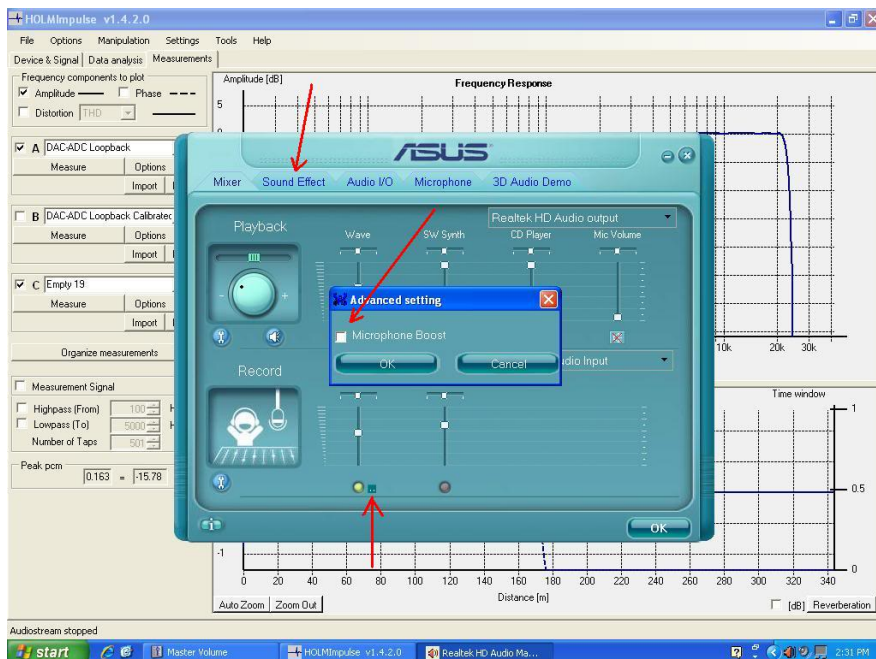 HOLMImpulse v1.4.2.0
File Options Manipulation Settings Tools Help
Device & Signal Data analysis Measurements
Frequency components to plot
Amplitude Phase
Distortion THD
A DAC-ADC Loopback
Measure Options
Import
B DAC-ADC Loopback Calibrated
Measure Options
Import
C Empty 19
Measure Options
Import
Organize measurements
Measurement Signal
Highpass (From) 100
Lowpass (To) 5000
Number of Taps 501
Peak pcm
0.163 = -15.78
Amplitude [dB]
Frequency Response
5
10k 20k 30k
ASUS
Mixer Sound Effect Audio I/O Microphone 3D Audio Demo
Playback
Realtek HD Audio output
Wave SW Synth CD Player Mic Volume
- +
Advanced setting
Microphone Boost
OK Cancel
Record
dio Input
OK
Time window
1
0.5
0
-1
0 20 40 60 80 100 120 140 160 180 200 220 240 260 280 300 320 340
Distance [m]
Auto Zoom Zoom Out
[dB] Reverberation
Audiostream stopped
start Master Volume HOLMImpulse v1.4.2.0 Realtek HD Audio Ma... 2:31 PM